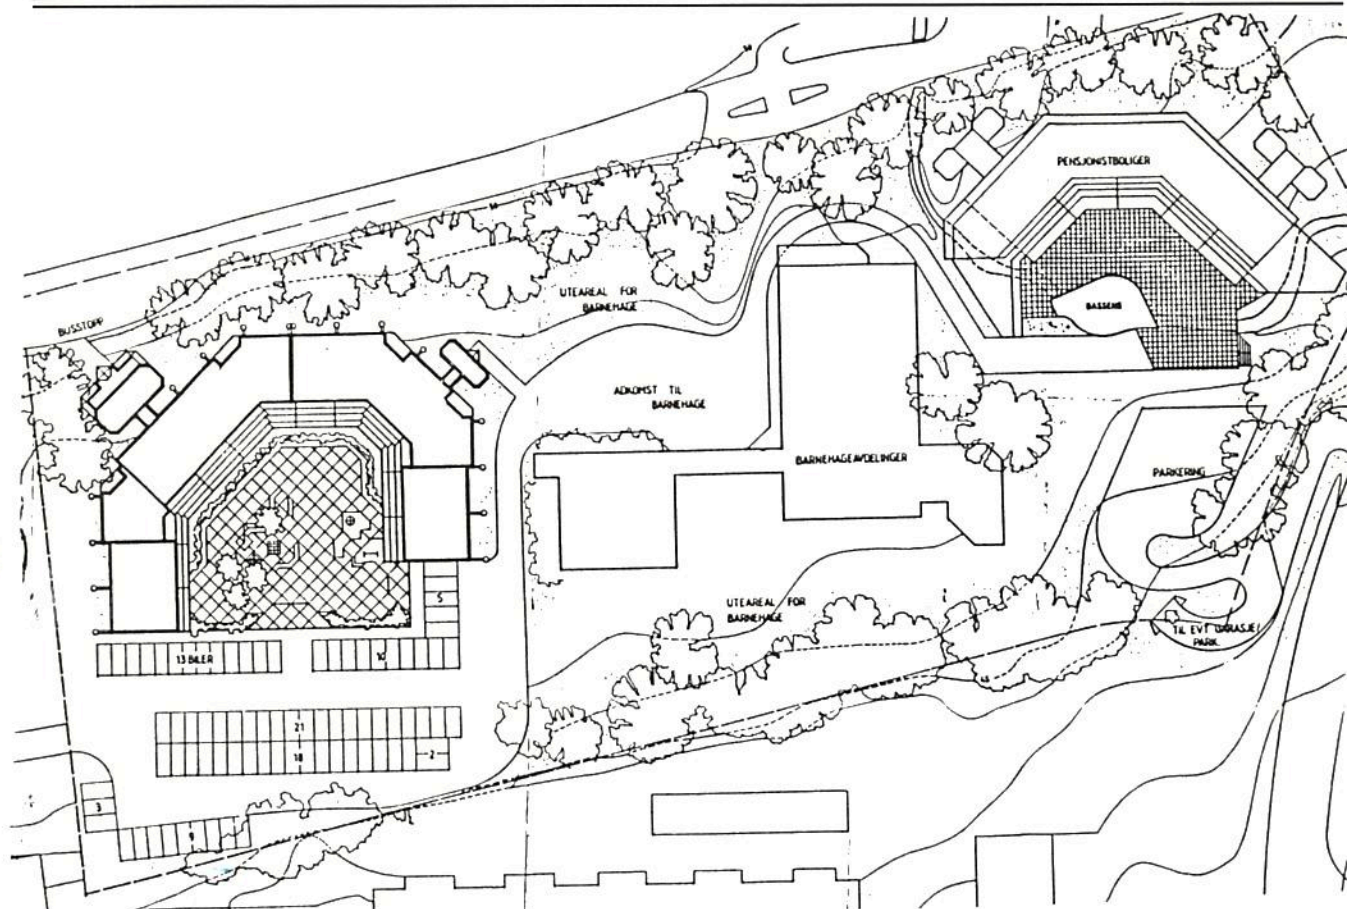 PENSJONISTBOLIGER
BASSENG
BUSSTOPP
UTEAREAL FOR
BARNEHAGE
ADKOMST TIL
BARNEHAGE
BARNEHAGEAVDELINGER
PARKERING
UTEAREAL FOR
BARNEHAGE
TIL EVT GARASJE/
PARK.
5
13 BILER
10
21
18
2
3
9